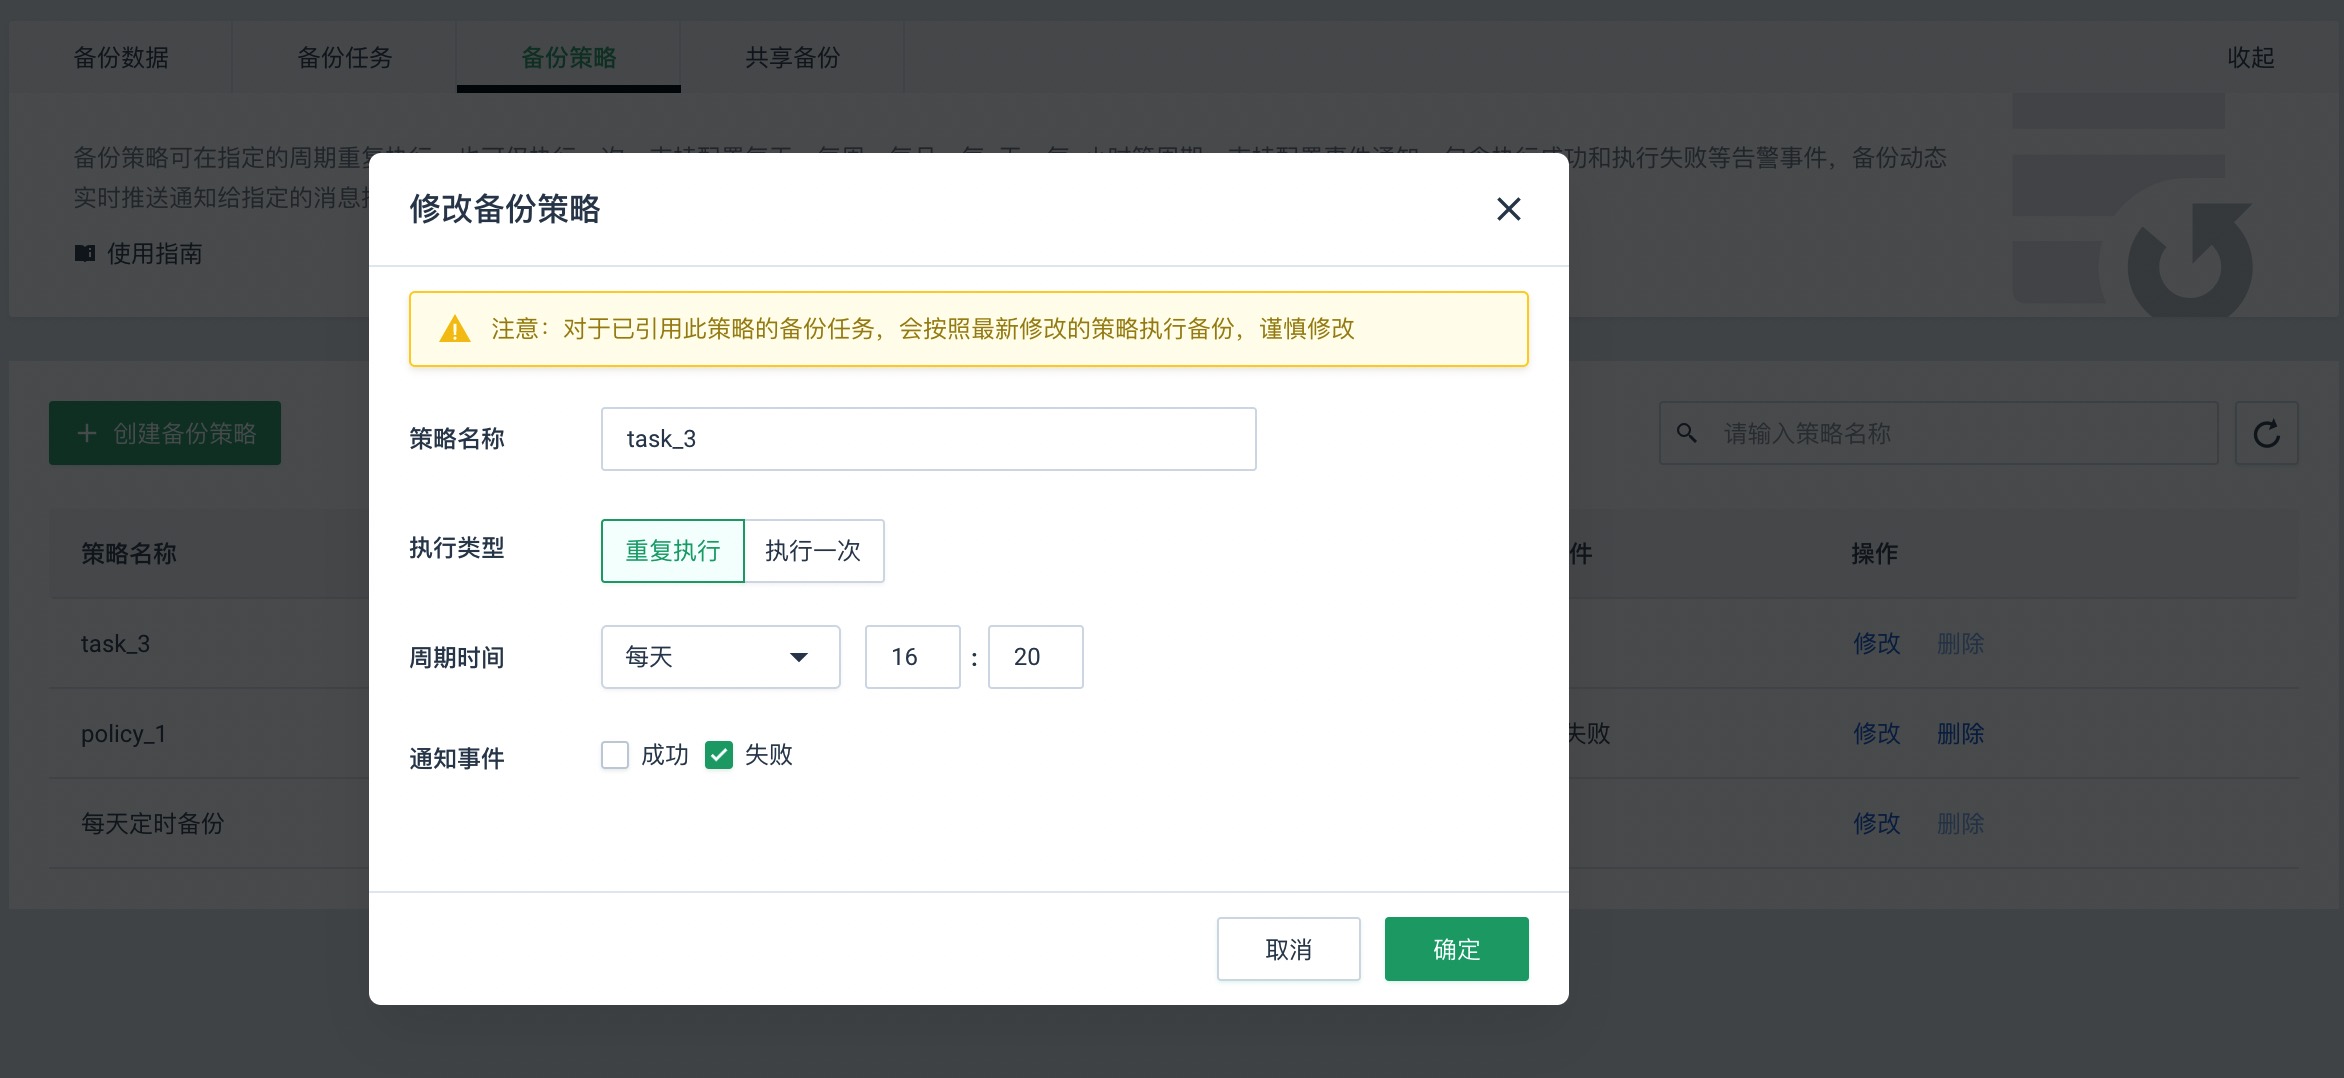 备份数据
备份任务
备份策略
共享备份
收起
备份策略可在指定的周期重复
功和执行失败等告警事件，备份动态
实时推送通知给指定的消息
使用指南
修改备份策略
注意：对于已引用此策略的备份任务，会按照最新修改的策略执行备份，谨慎修改
创建备份策略
请输入策略名称
策略名称 task_3
执行类型 重复执行 执行一次
周期时间 每天 16 : 20
通知事件 成功 失败
取消 确定
策略名称
件
操作
task_3
修改 删除
policy_1
失败
修改 删除
每天定时备份
修改 删除